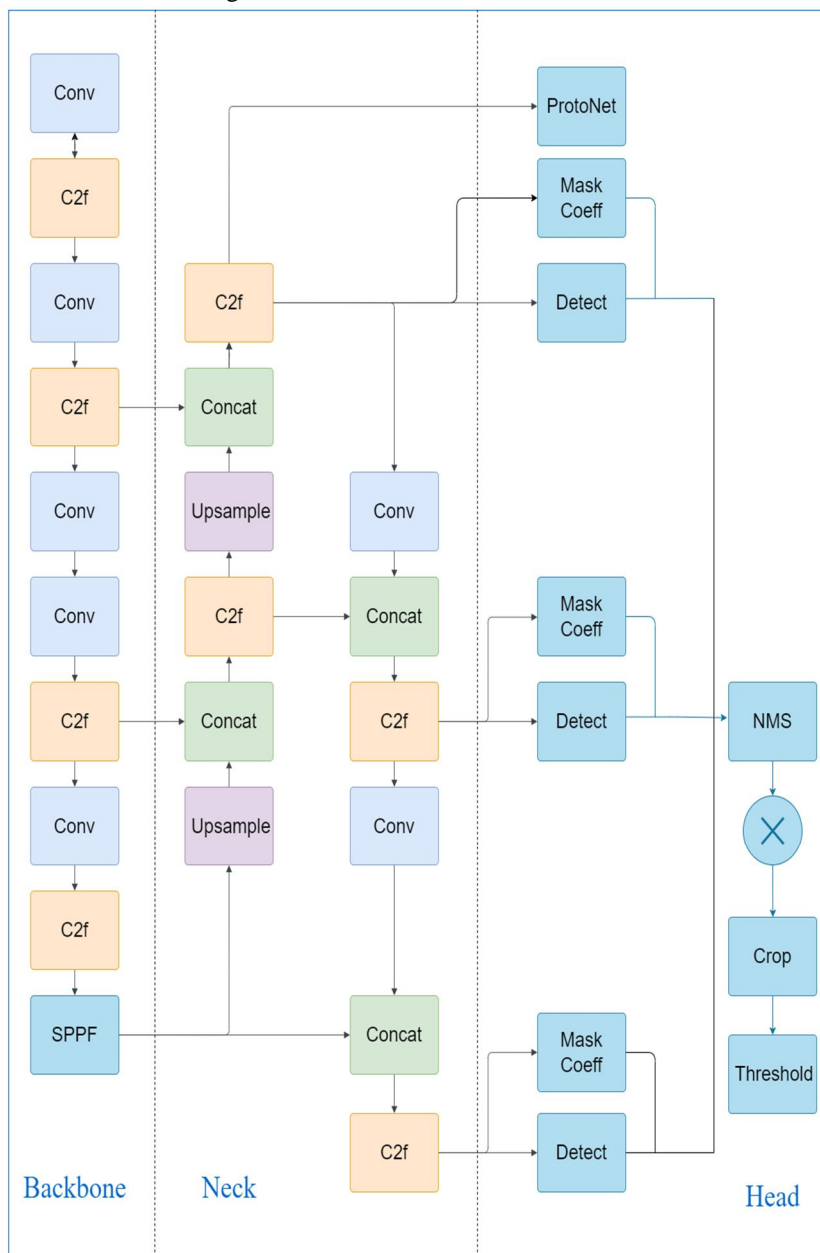 Conv
C2f
Conv
C2f
Conv
Conv
C2f
Conv
C2f
SPPF
Backbone
C2f
Concat
Upsample
C2f
Concat
Upsample
Conv
Concat
C2f
Conv
Concat
C2f
Neck
ProtoNet
Mask
Coeff
Detect
Mask
Coeff
Detect
Mask
Coeff
Detect
NMS
Crop
Threshold
Head